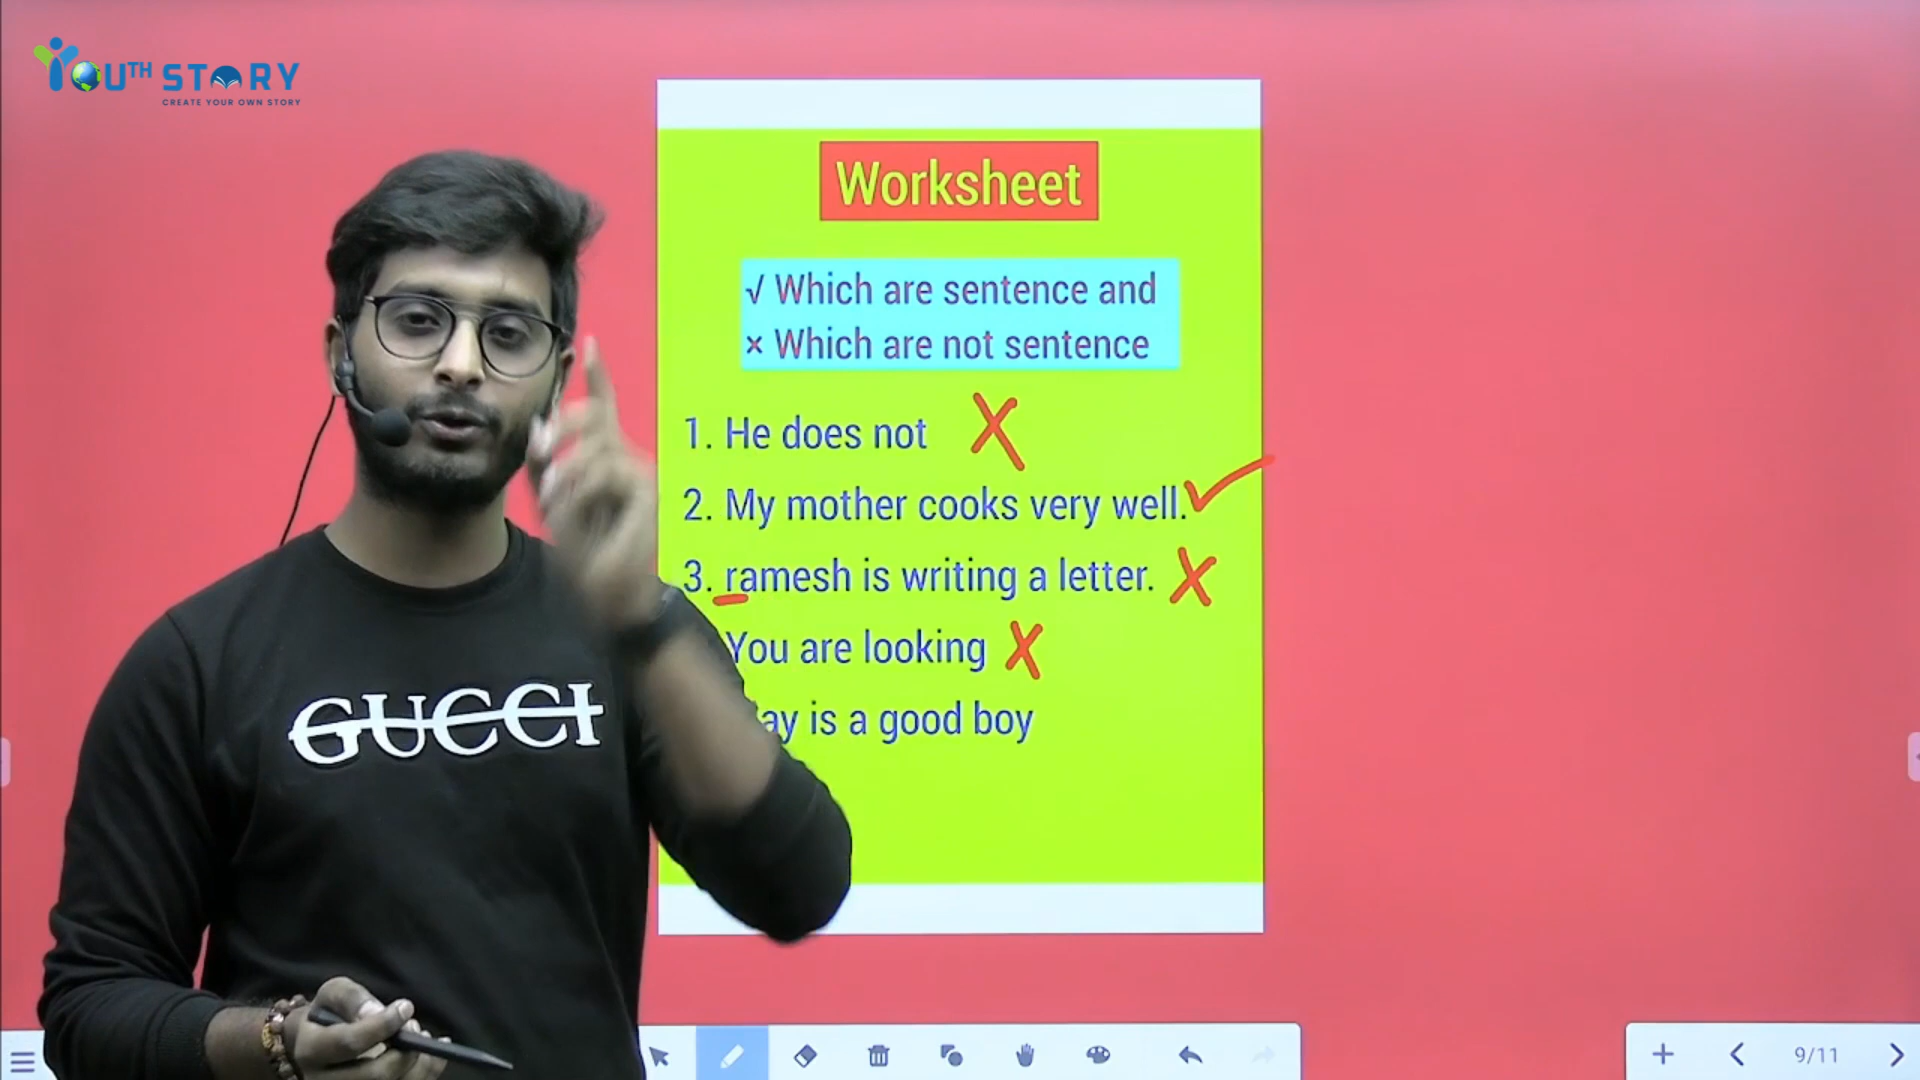 YOUTH STORY
CREATE YOUR OWN STORY
Worksheet
√ Which are sentence and
× Which are not sentence
1. He does not X
2. My mother cooks very well. ✓
3. ramesh is writing a letter. X
You are looking X
is a good boy
GUCCI
9/11